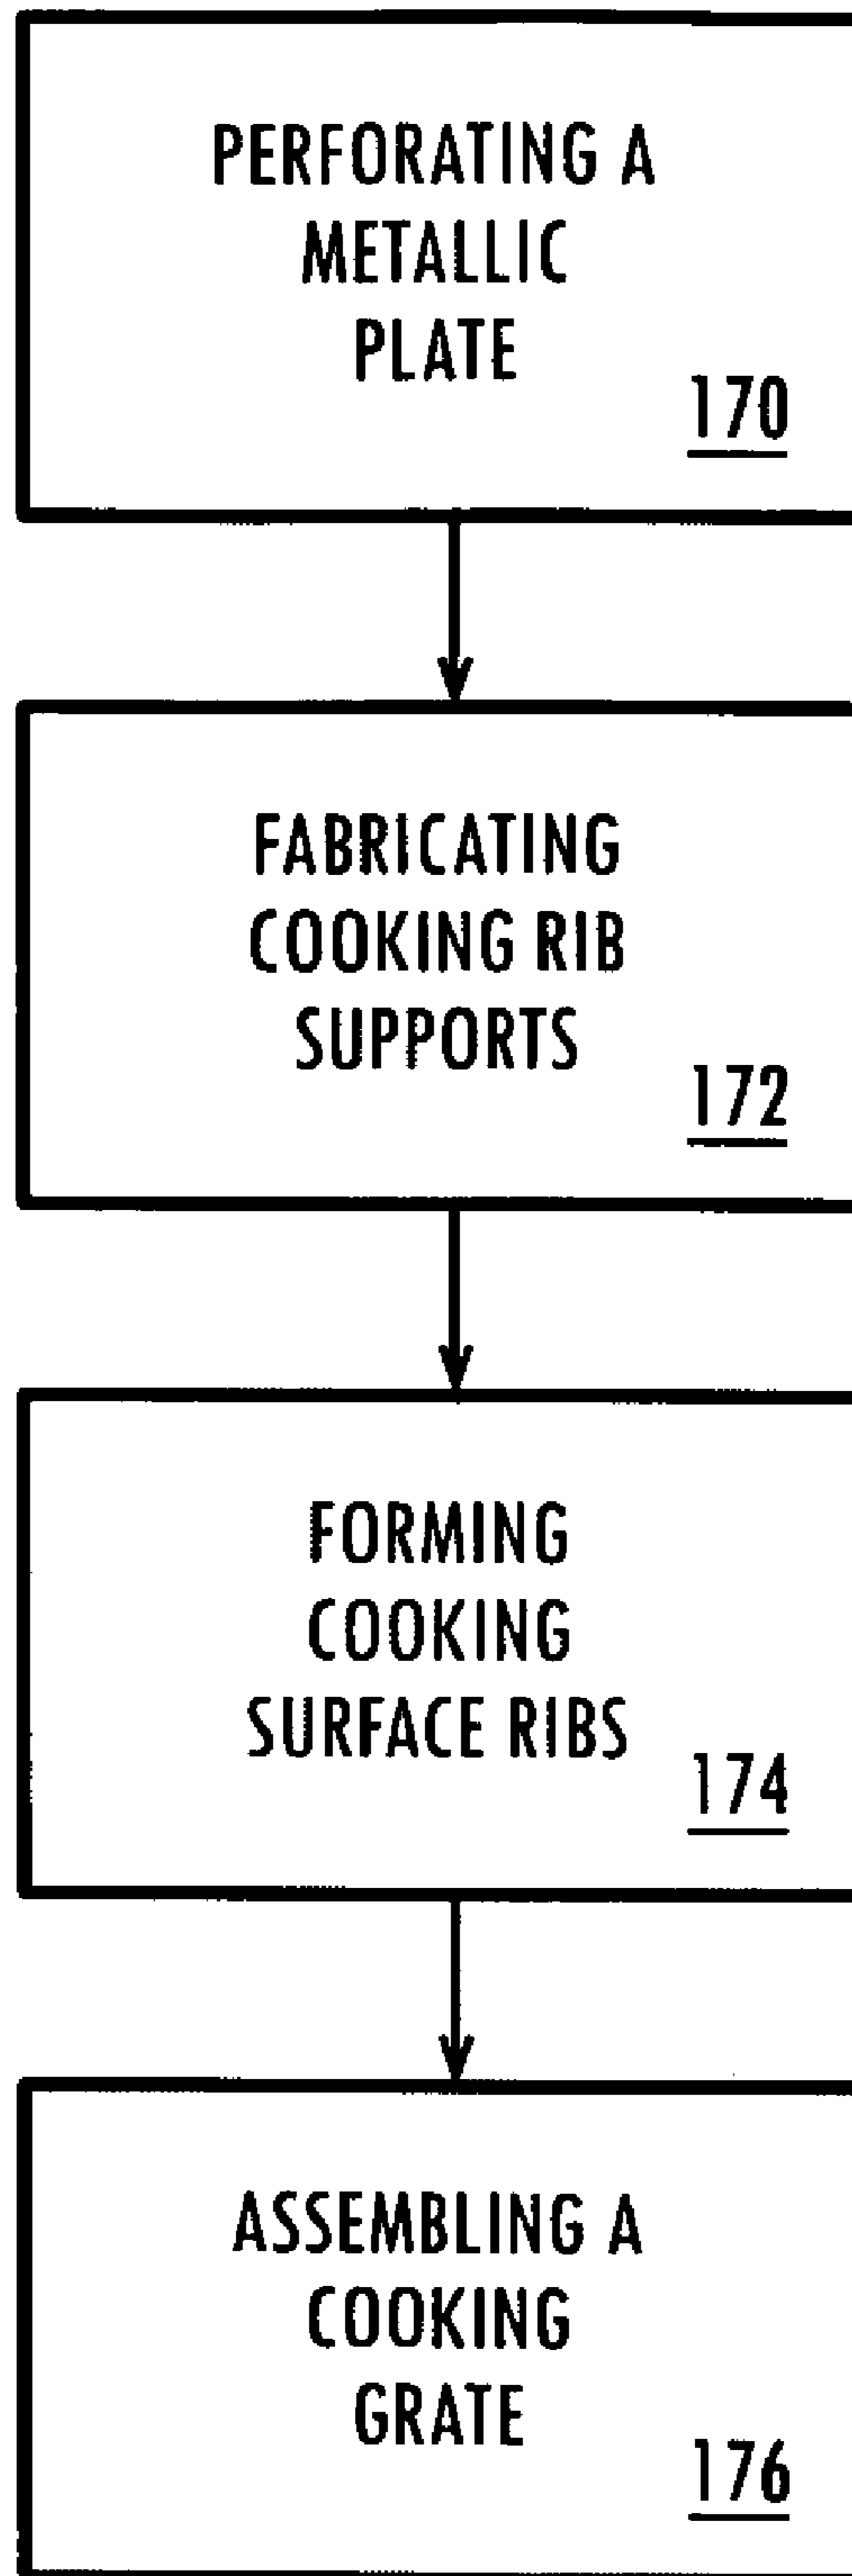 PERFORATING A
METALLIC
PLATE
170
FABRICATING
COOKING RIB
SUPPORTS
172
FORMING
COOKING
SURFACE RIBS
174
ASSEMBLING A
COOKING
GRATE
176